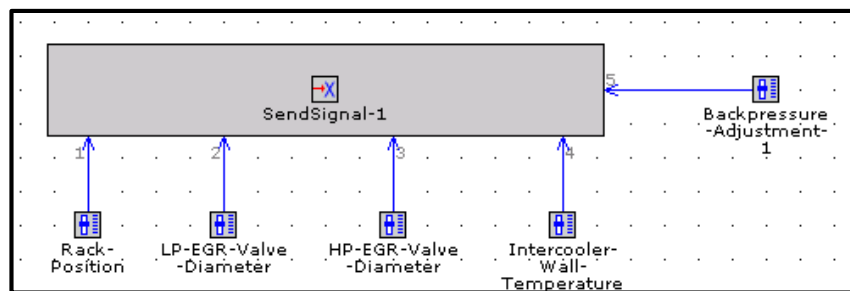 X
SendSignal-1
5
Backpressure
-Adjustment-
1
1
2
3
4
Rack-
Position
LP-EGR-Valve
-Diameter
HP-EGR-Valve
-Diameter
Intercooler-
Wall-
Temperature